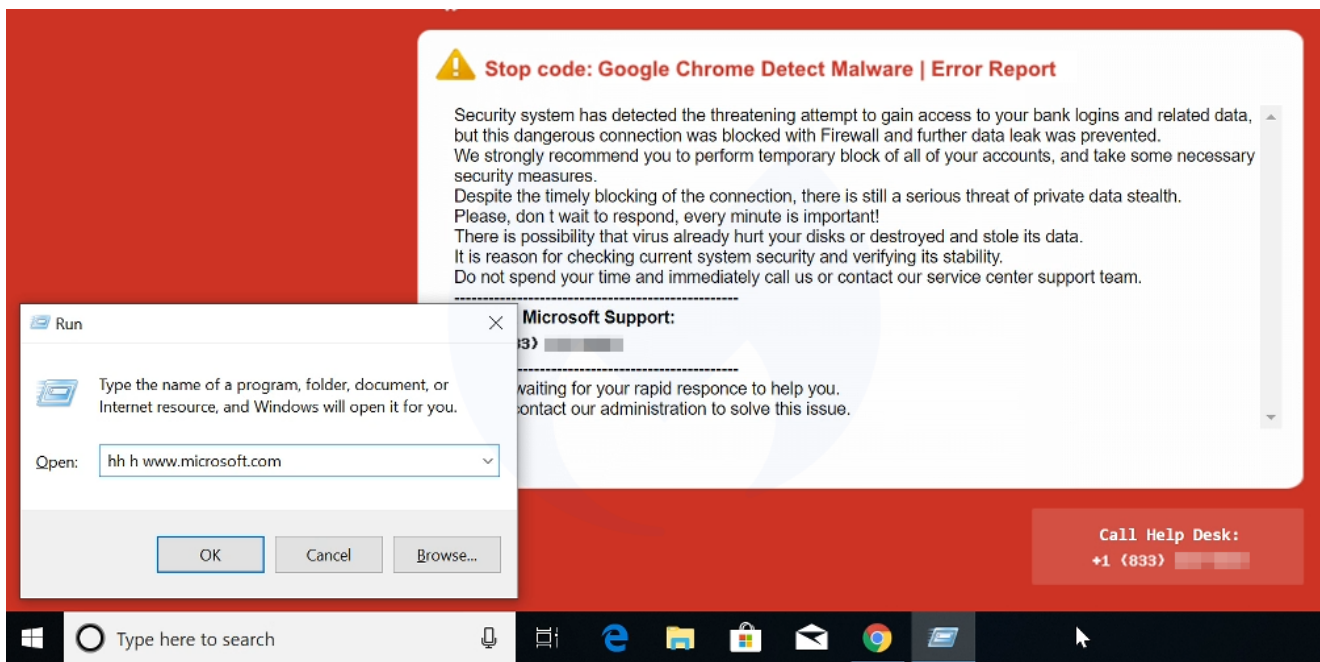 Stop code: Google Chrome Detect Malware | Error Report
Security system has detected the threatening attempt to gain access to your bank logins and related data,
but this dangerous connection was blocked with Firewall and further data leak was prevented.
We strongly recommend you to perform temporary block of all of your accounts, and take some necessary
security measures.
Despite the timely blocking of the connection, there is still a serious threat of private data stealth.
Please, don t wait to respond, every minute is important!
There is possibility that virus already hurt your disks or destroyed and stole its data.
It is reason for checking current system security and verifying its stability.
Do not spend your time and immediately call us or contact our service center support team.
-------------------------------------------------
Microsoft Support:
33)
-------------------------------------------------
waiting for your rapid responce to help you.
contact our administration to solve this issue.
Run
Type the name of a program, folder, document, or
Internet resource, and Windows will open it for you.
Open: hh h www.microsoft.com
OK Cancel Browse...
Call Help Desk:
+1 (833)
Type here to search